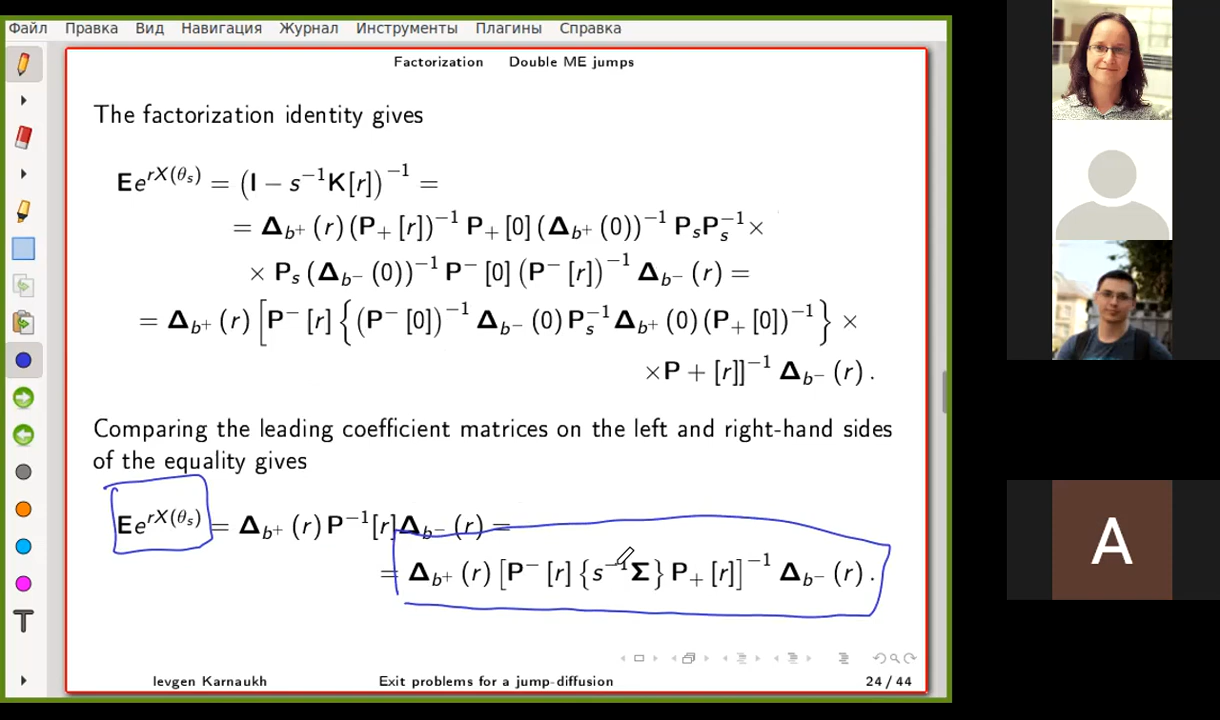 Файл Правка Вид Навигация Журнал Инструменты Плагины Справка
Factorization Double ME jumps
The factorization identity gives
Ee^{rX(θ_s)} = (I − s^{−1}K[r])^{−1} =
= Δ_{b^+} (r) (P_+ [r])^{−1} P_+ [0] (Δ_{b^+} (0))^{−1} P_s P_s^{−1} ×
× P_s (Δ_{b^−} (0))^{−1} P^− [0] (P^− [r])^{−1} Δ_{b^−} (r) =
= Δ_{b^+} (r) [P^− [r] {(P^− [0])^{−1} Δ_{b^−} (0) P_s^{−1} Δ_{b^+} (0) (P_+ [0])^{−1}} ×
×P + [r]]^{−1} Δ_{b^−} (r) .
Comparing the leading coefficient matrices on the left and right-hand sides
of the equality gives
Ee^{rX(θ_s)} = Δ_{b^+} (r) P^{−1}[r]Δ_{b^−} (r) =
= Δ_{b^+} (r) [P^− [r] {s^{−1}Σ} P_+ [r]]^{−1} Δ_{b^−} (r) .
Ievgen Karnaukh Exit problems for a jump-diffusion 24 / 44
T
A